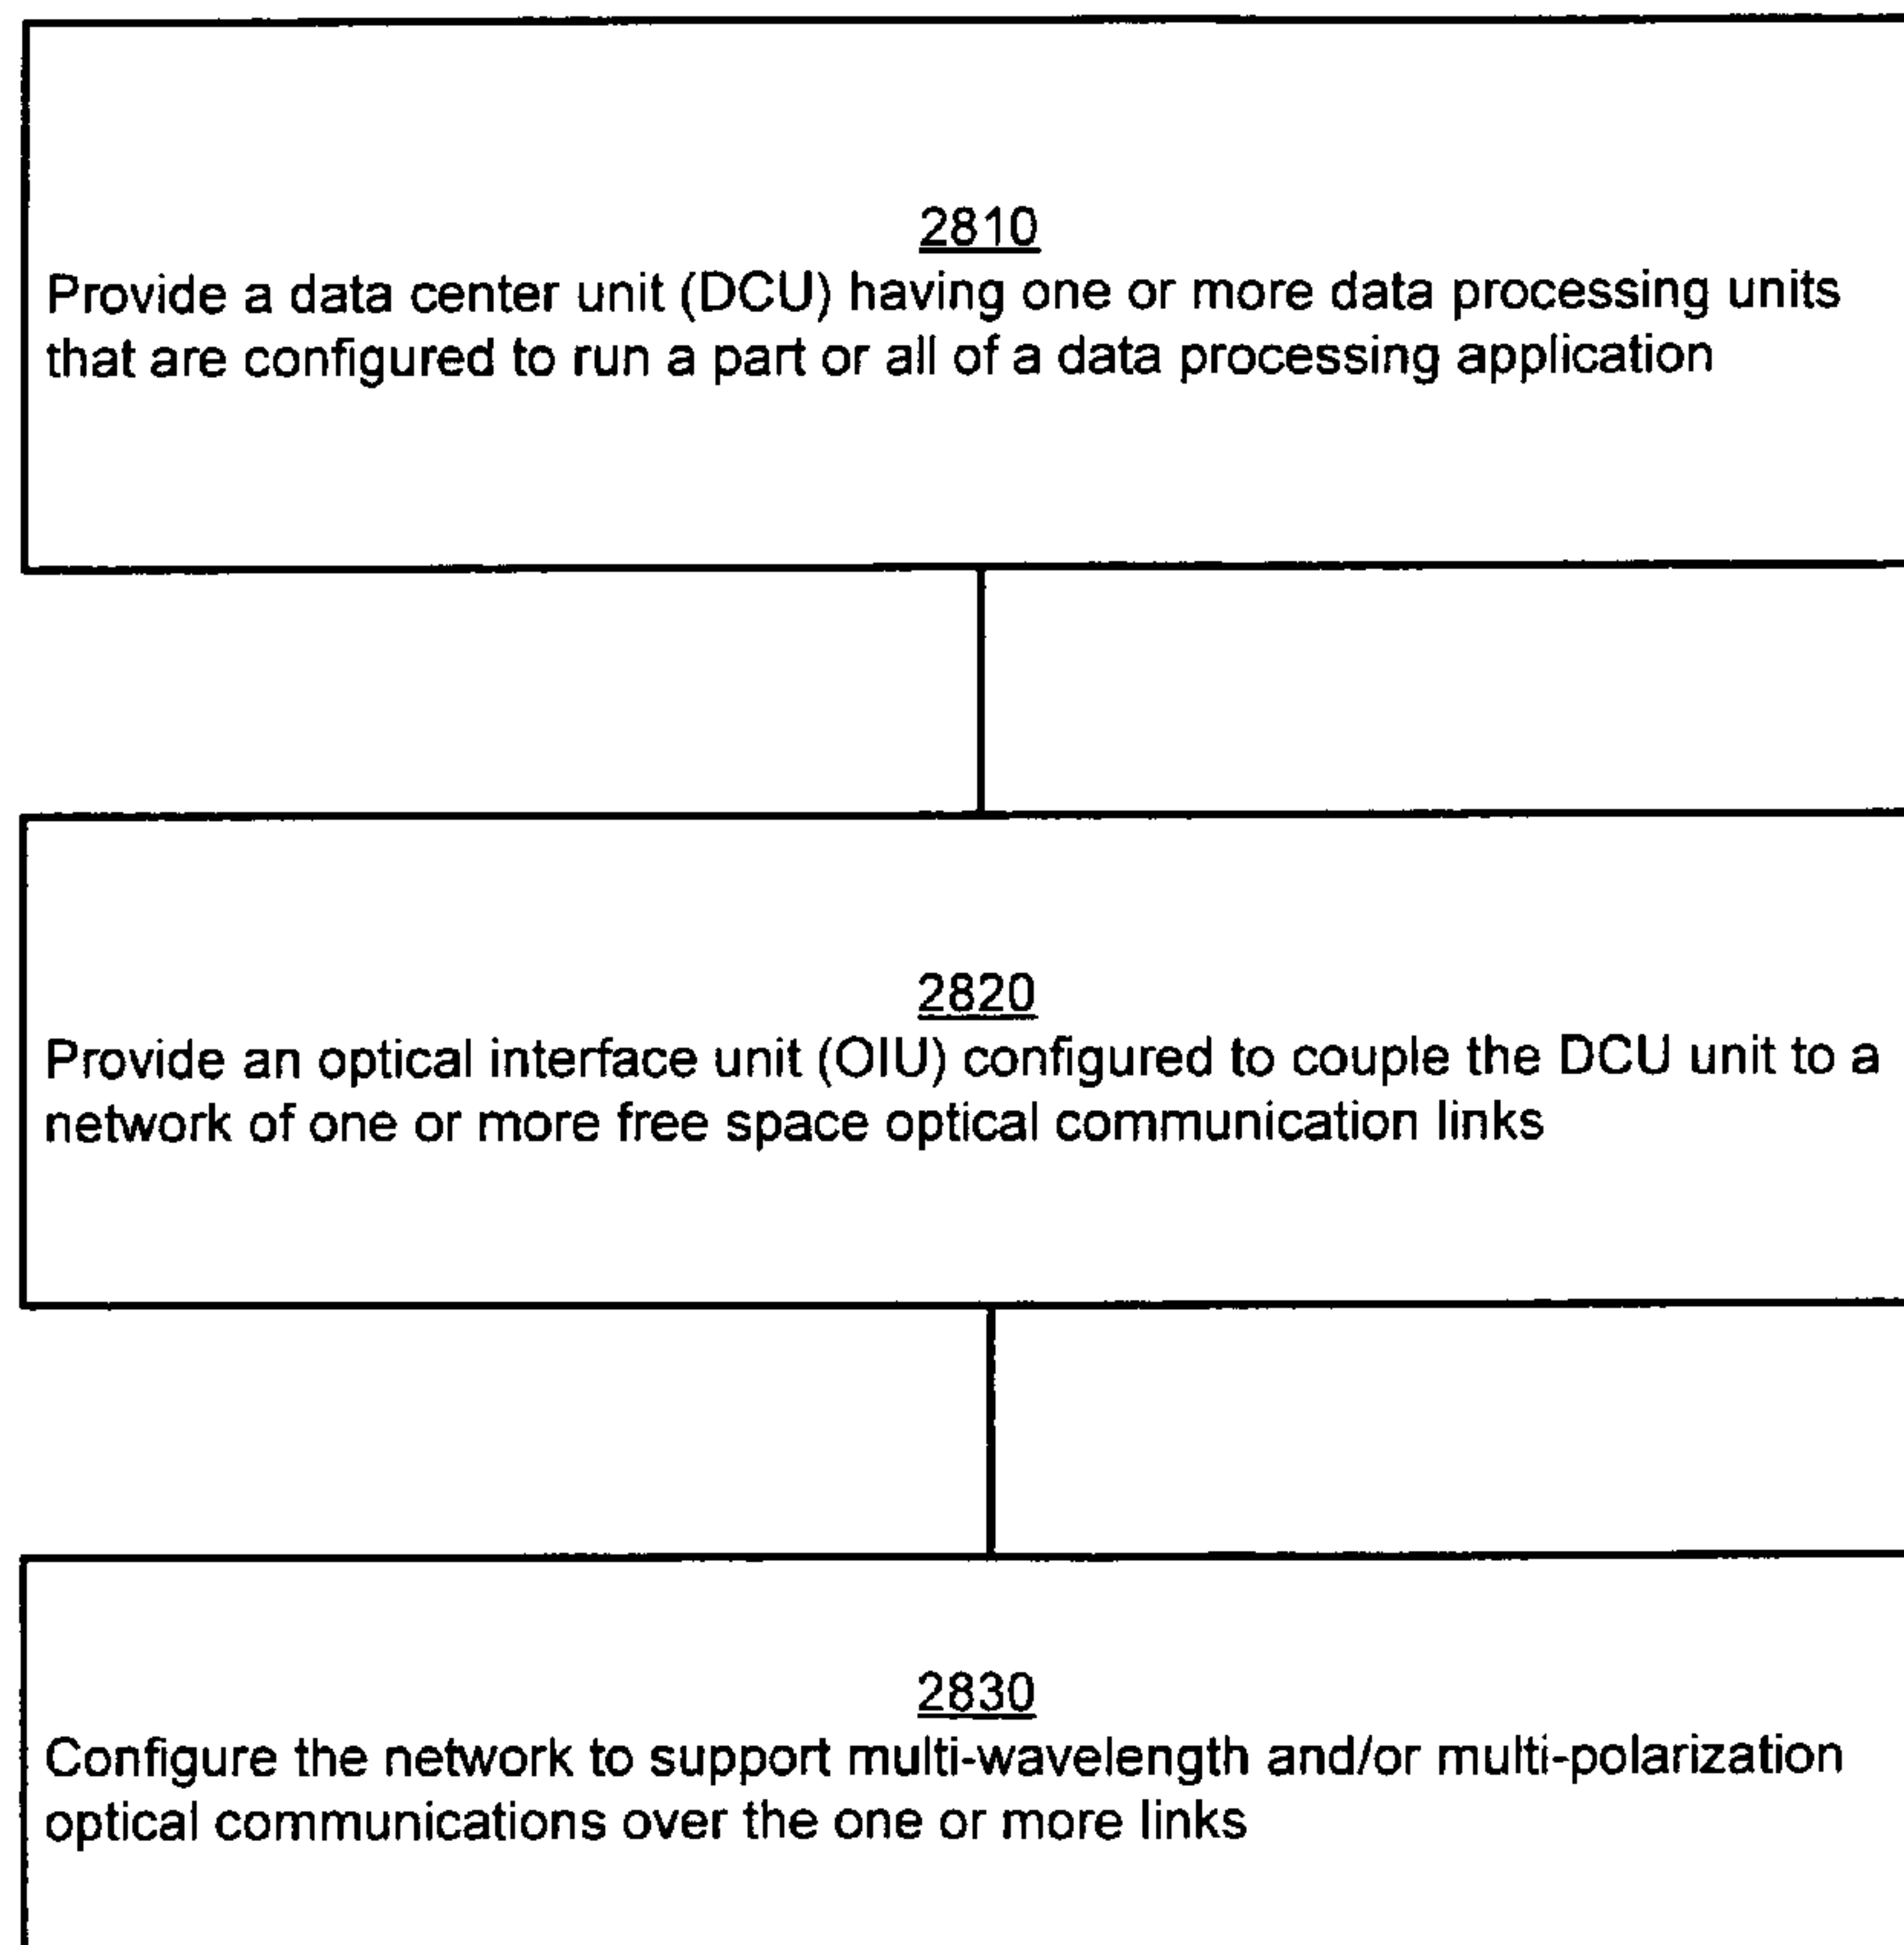 2810
Provide a data center unit (DCU) having one or more data processing units
that are configured to run a part or all of a data processing application
2820
Provide an optical interface unit (OIU) configured to couple the DCU unit to a
network of one or more free space optical communication links
2830
Configure the network to support multi-wavelength and/or multi-polarization
optical communications over the one or more links